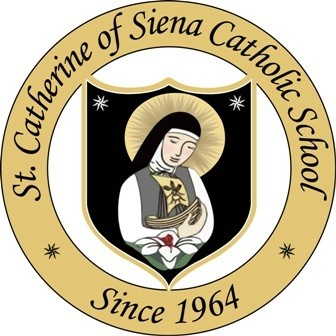 St. Catherine of Siena Catholic School
Since 1964